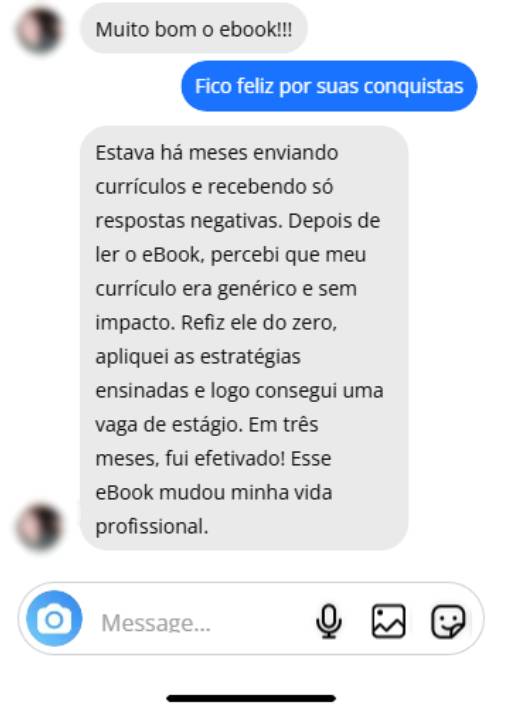 Muito bom o ebook!!!
Fico feliz por suas conquistas
Estava há meses enviando
currículos e recebendo só
respostas negativas. Depois de
ler o eBook, percebi que meu
currículo era genérico e sem
impacto. Refiz ele do zero,
apliquei as estratégias
ensinadas e logo consegui uma
vaga de estágio. Em três
meses, fui efetivado! Esse
eBook mudou minha vida
profissional.
Message...